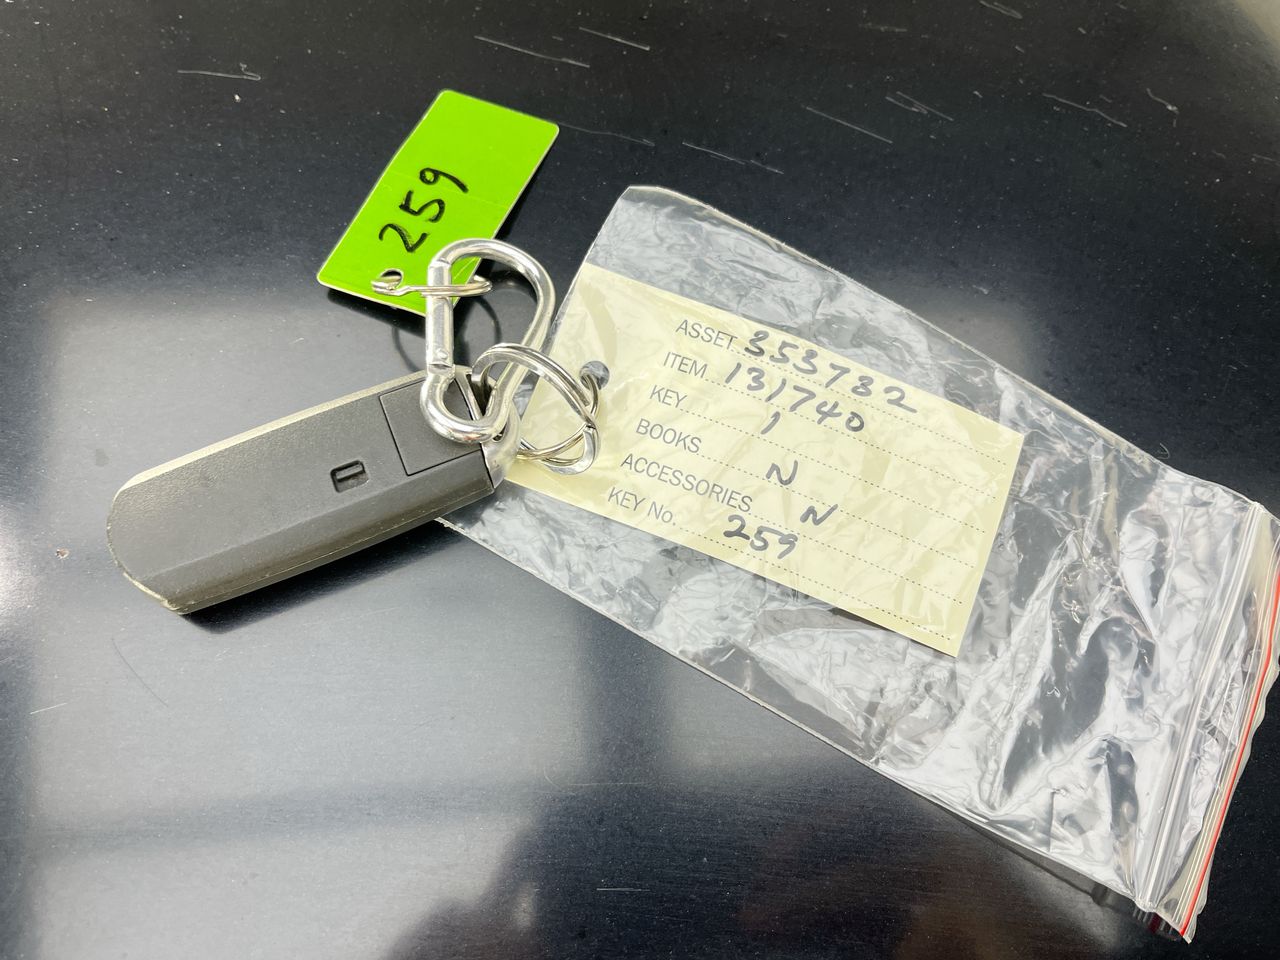 259
ASSET 353782
ITEM 131740
KEY 1
BOOKS N
ACCESSORIES N
KEY No. 259